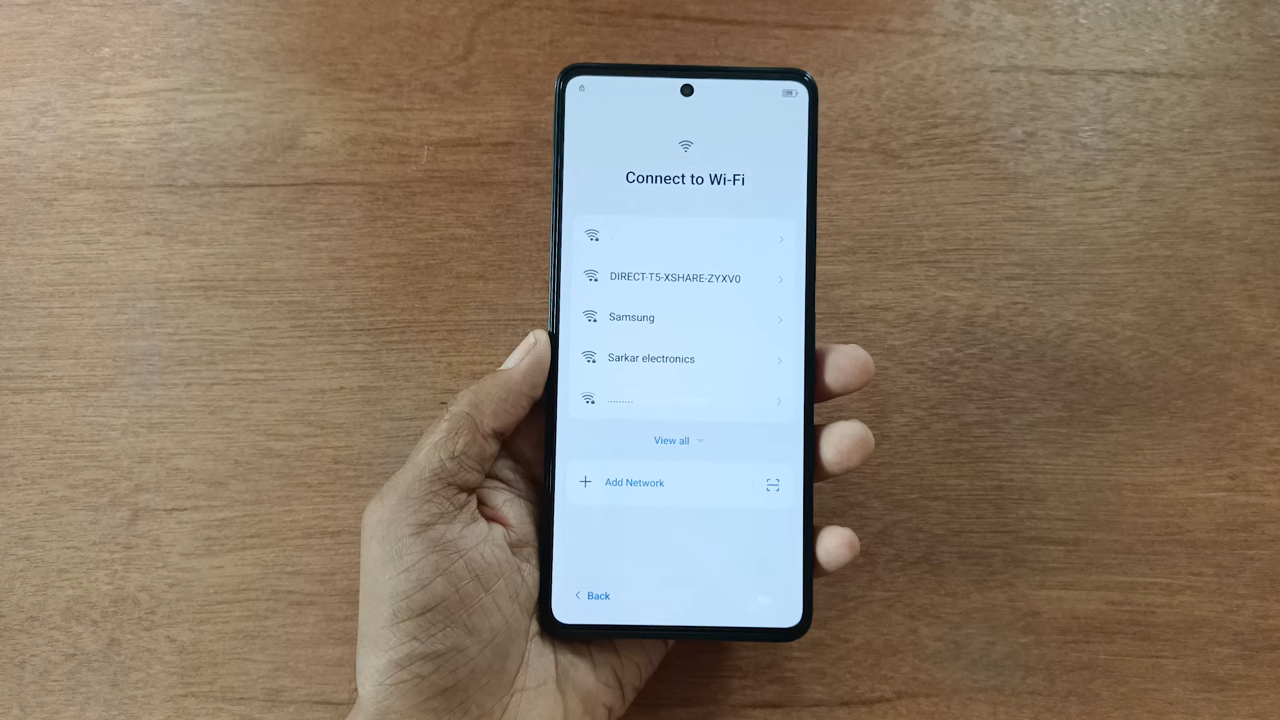 Connect to Wi-Fi
DIRECT-T5-XSHARE-ZYXV0
Samsung
Sarkar electronics
.........
View all
Add Network
Back